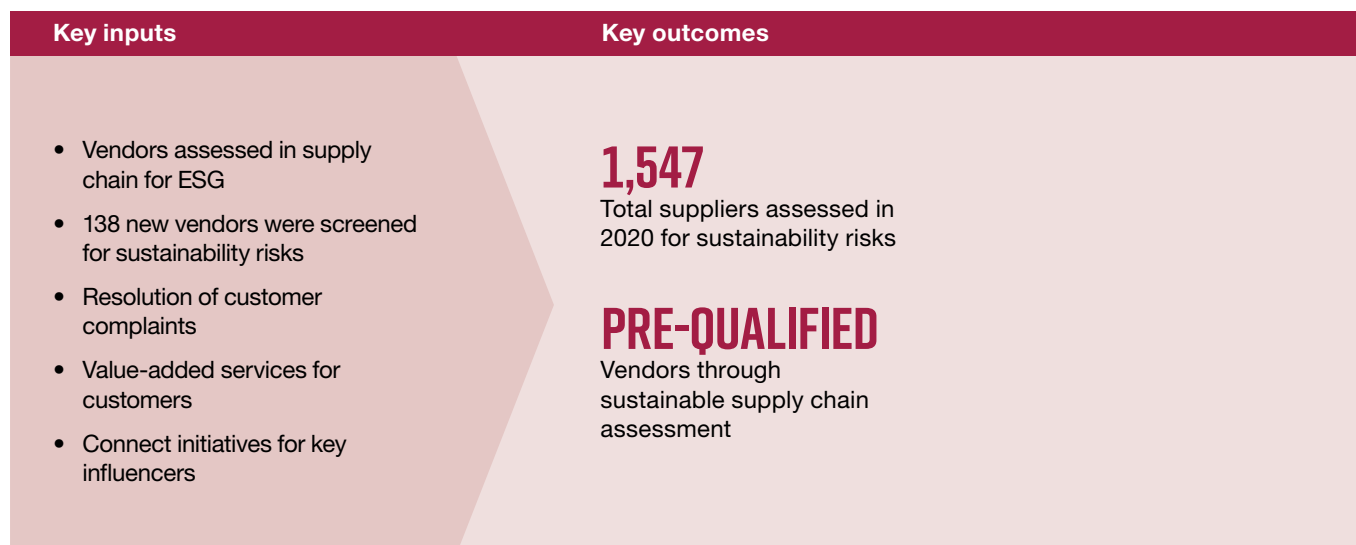 Key inputs
Key outcomes
• Vendors assessed in supply
chain for ESG
• 138 new vendors were screened
for sustainability risks
• Resolution of customer
complaints
• Value-added services for
customers
• Connect initiatives for key
influencers
1,547
Total suppliers assessed in
2020 for sustainability risks
PRE-QUALIFIED
Vendors through
sustainable supply chain
assessment